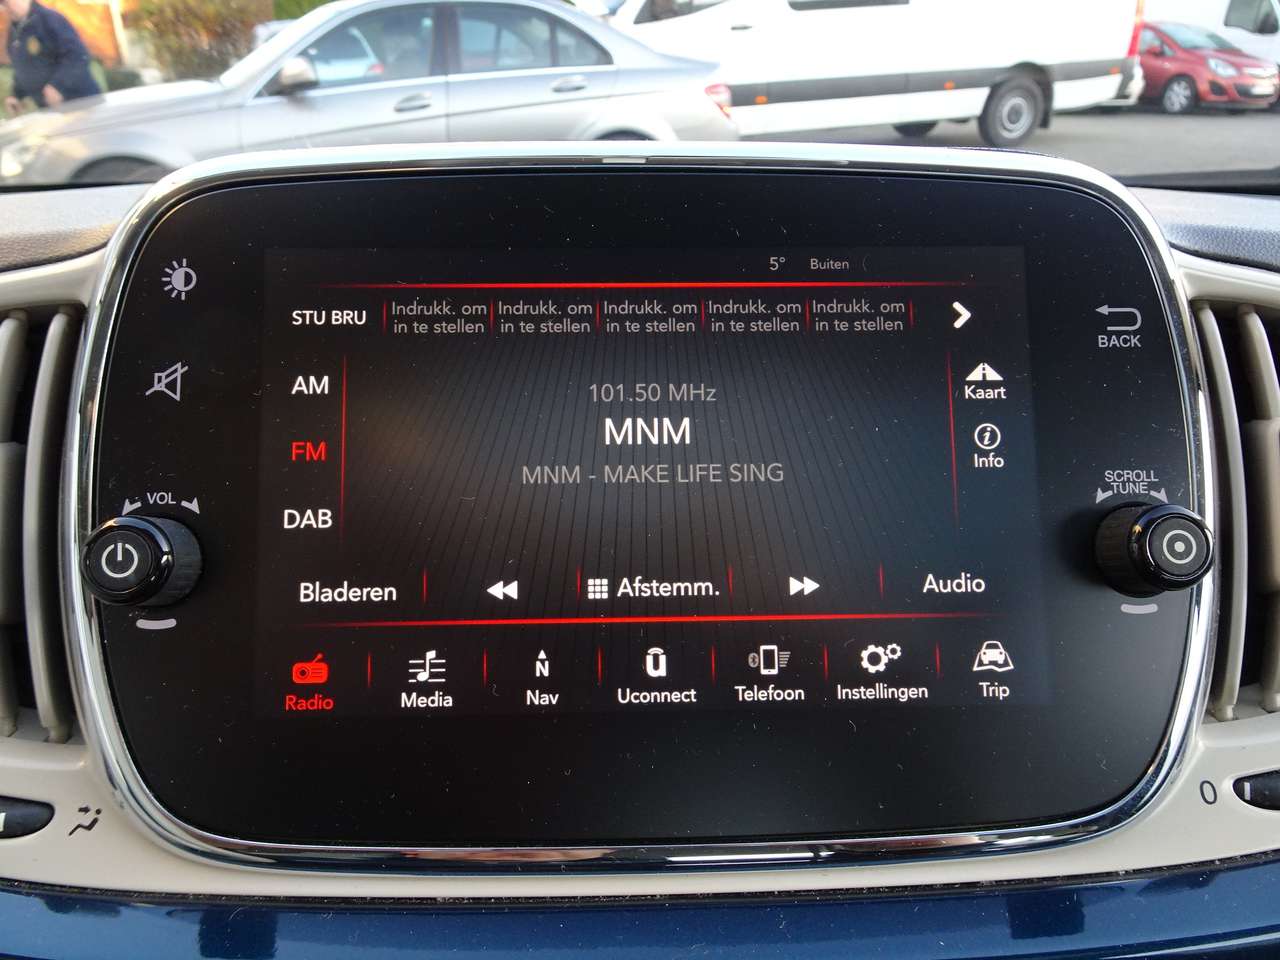 5° Buiten
STU BRU
Indrukk. om
in te stellen
Indrukk. om
in te stellen
Indrukk. om
in te stellen
Indrukk. om
in te stellen
Indrukk. om
in te stellen
BACK
AM
101.50 MHz
Kaart
MNM
FM
Info
MNM - MAKE LIFE SING
VOL
DAB
SCROLL
TUNE
Bladeren
Afstemm.
Audio
N
Radio
Media
Nav
Uconnect
Telefoon
Instellingen
Trip
0